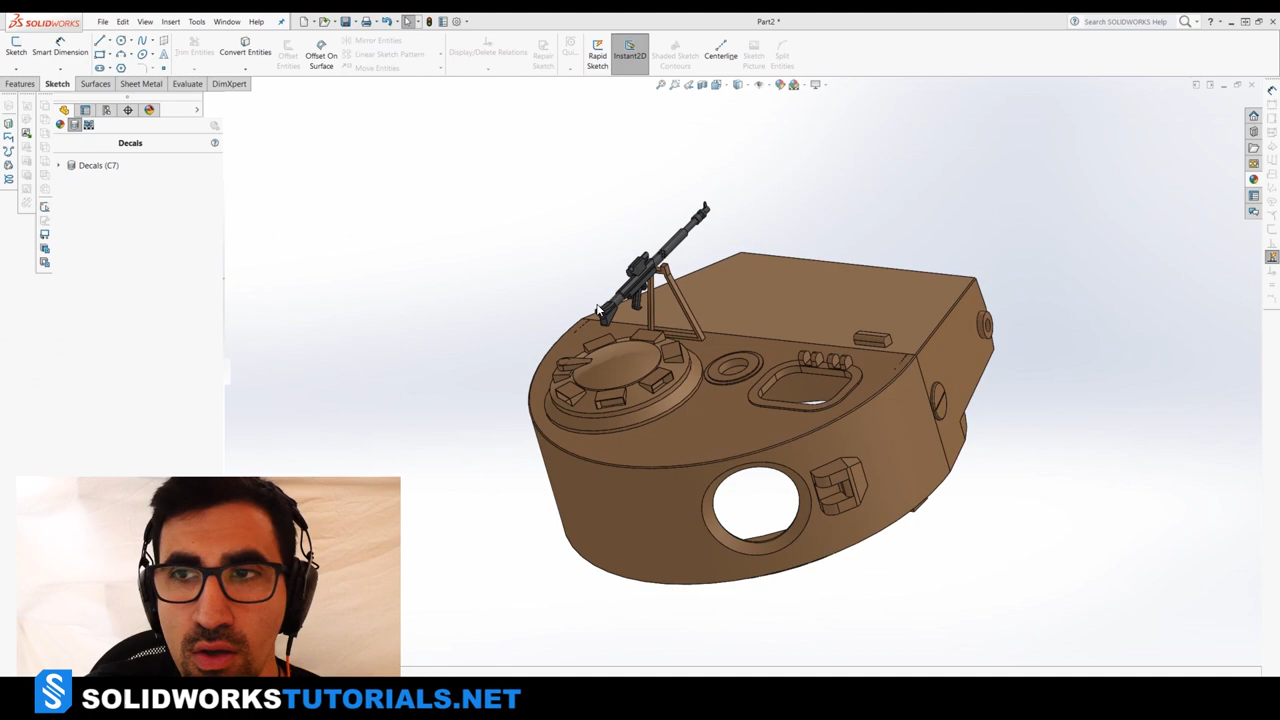 SOLIDWORKS
File Edit View Insert Tools Window Help
Part2 *
Search SOLIDWORKS Help
?
Sketch
Smart Dimension
Trim Entities
Convert Entities
Offset Entities
Offset On Surface
Mirror Entities
Linear Sketch Pattern
Move Entities
Display/Delete Relations
Repair Sketch
Qui...
Rapid Sketch
Instant2D
Shaded Sketch Contours
Centerline
Sketch Picture
Split Entities
Features Sketch Surfaces Sheet Metal Evaluate DimXpert
Decals
Decals (C7)
SOLIDWORKSTUTORIALS.NET